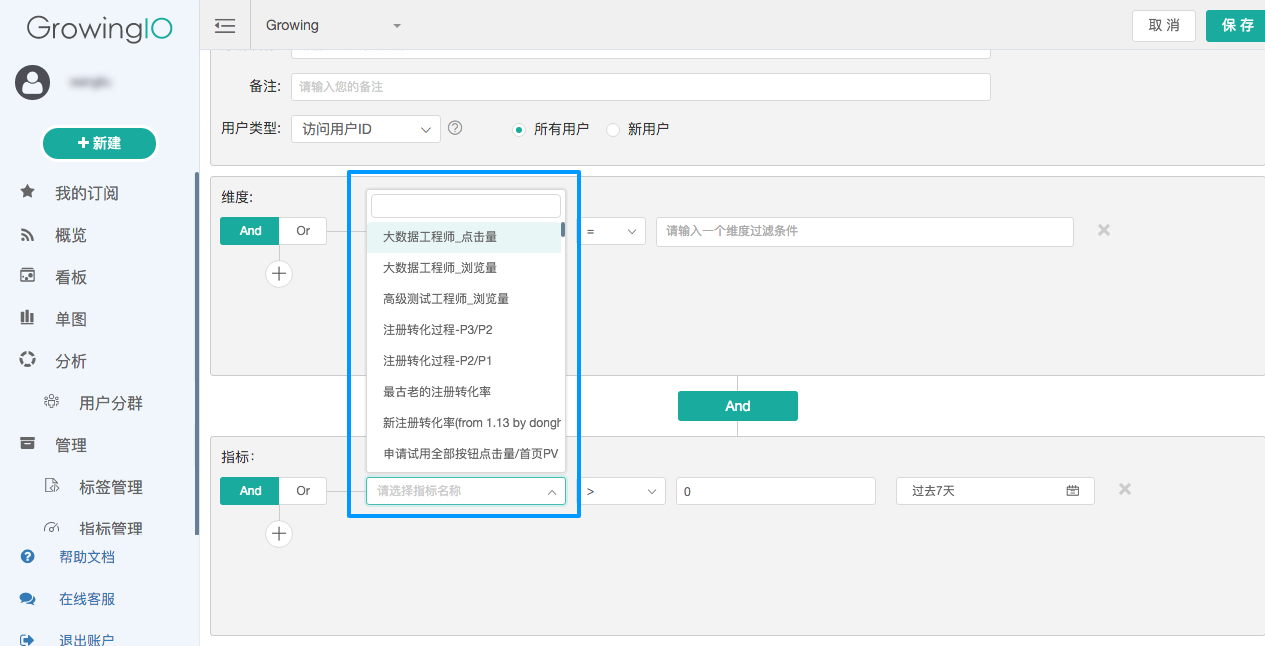 GrowingIO
Growing
取 消
保 存
新建
我的订阅
概览
看板
单图
分析
用户分群
管理
标签管理
指标管理
帮助文档
在线客服
退出账户
备注:
请输入您的备注
用户类型:
访问用户ID
所有用户
新用户
维度:
And
Or
=
请输入一个维度过滤条件
大数据工程师_点击量
大数据工程师_浏览量
高级测试工程师_浏览量
注册转化过程-P3/P2
注册转化过程-P2/P1
最古老的注册转化率
新注册转化率(from 1.13 by dongh
申请试用全部按钮点击量/首页PV
And
指标:
And
Or
请选择指标名称
>
0
过去7天